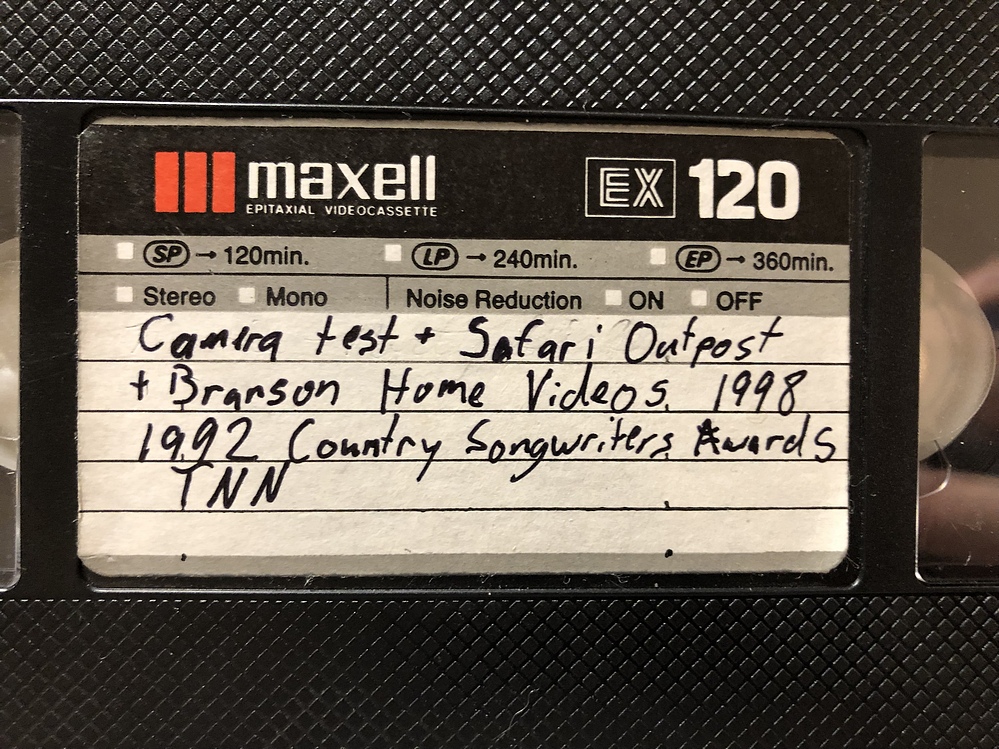 maxell
EPITAXIAL VIDEOCASSETTE
EX 120
SP → 120min. LP → 240min. EP → 360min.
Stereo Mono Noise Reduction ON OFF
Camera test + Safari Outpost
+ Branson Home Videos. 1998
1992 Country Songwriters Awards
TNN